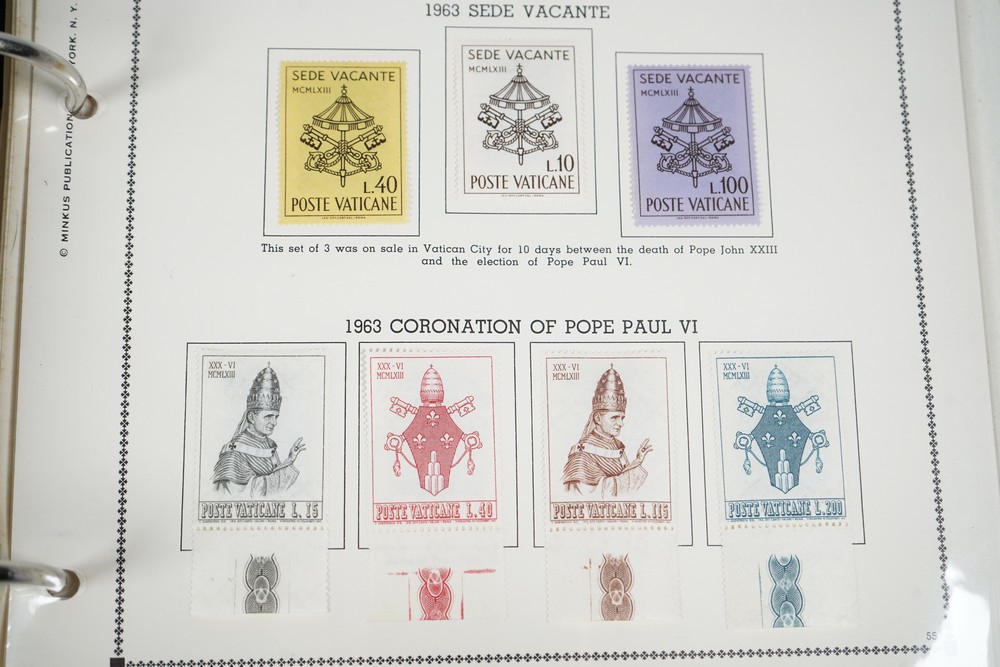 © MINKUS PUBLICATION YORK. N. Y.
1963 SEDE VACANTE
SEDE VACANTE
MCMLXIII
L.40
POSTE VATICANE
SEDE VACANTE
MCMLXIII
L.10
POSTE VATICANE
SEDE VACANTE
MCMLXIII
L.100
POSTE VATICANE
This set of 3 was on sale in Vatican City for 10 days between the death of Pope John XXIII
and the election of Pope Paul VI.
1963 CORONATION OF POPE PAUL VI
XXX-VI
MCMLXIII
POSTE VATICANE L. 15
XXX-VI
MCMLXIII
POSTE VATICANE L. 40
XXX-VI
MCMLXIII
POSTE VATICANE L. 115
XXX-VI
MCMLXIII
POSTE VATICANE L. 200
55